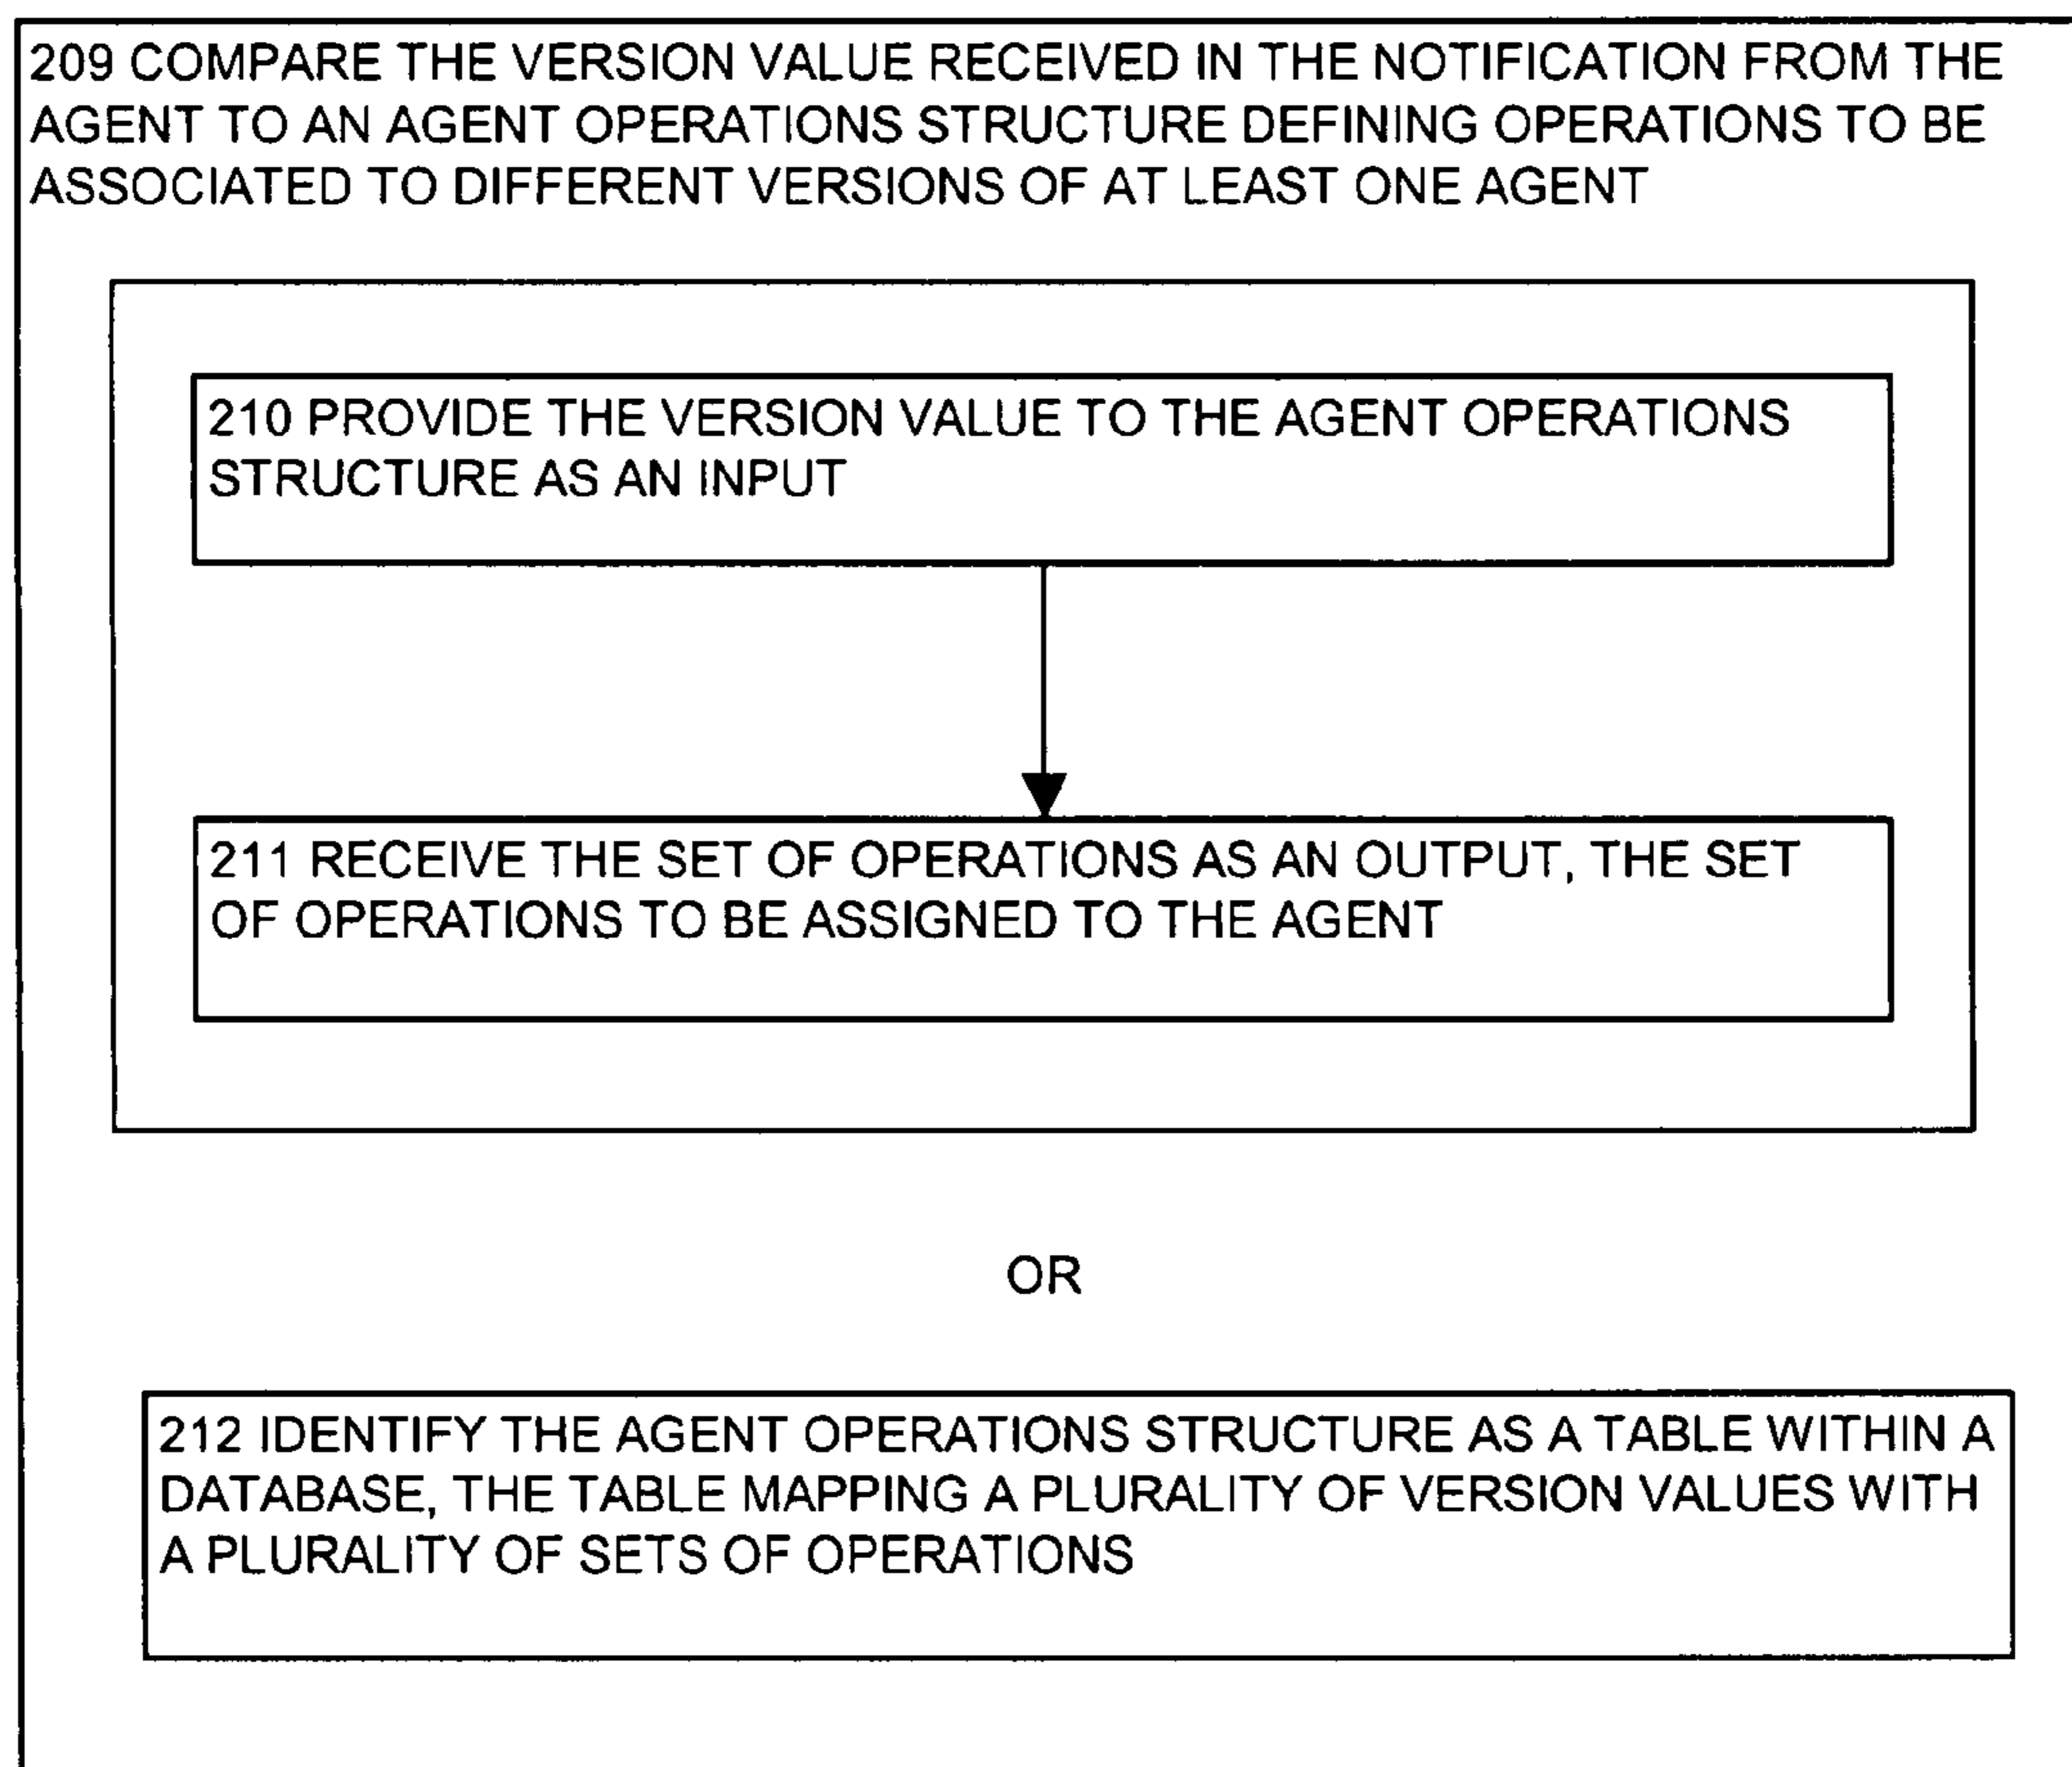 209 COMPARE THE VERSION VALUE RECEIVED IN THE NOTIFICATION FROM THE
AGENT TO AN AGENT OPERATIONS STRUCTURE DEFINING OPERATIONS TO BE
ASSOCIATED TO DIFFERENT VERSIONS OF AT LEAST ONE AGENT
210 PROVIDE THE VERSION VALUE TO THE AGENT OPERATIONS
STRUCTURE AS AN INPUT
211 RECEIVE THE SET OF OPERATIONS AS AN OUTPUT, THE SET
OF OPERATIONS TO BE ASSIGNED TO THE AGENT
OR
212 IDENTIFY THE AGENT OPERATIONS STRUCTURE AS A TABLE WITHIN A
DATABASE, THE TABLE MAPPING A PLURALITY OF VERSION VALUES WITH
A PLURALITY OF SETS OF OPERATIONS